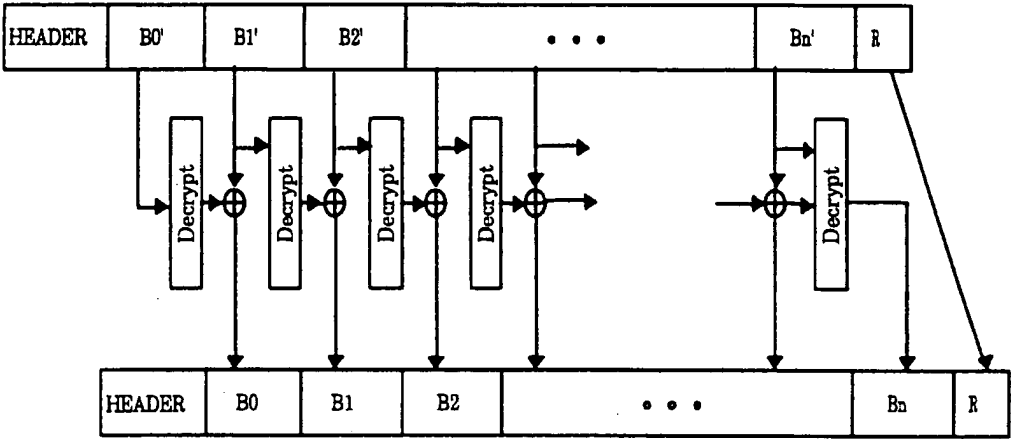 HEADER B0' B1' B2' • • • Bn' R
Decrypt Decrypt Decrypt Decrypt Decrypt
HEADER B0 B1 B2 • • • Bn R